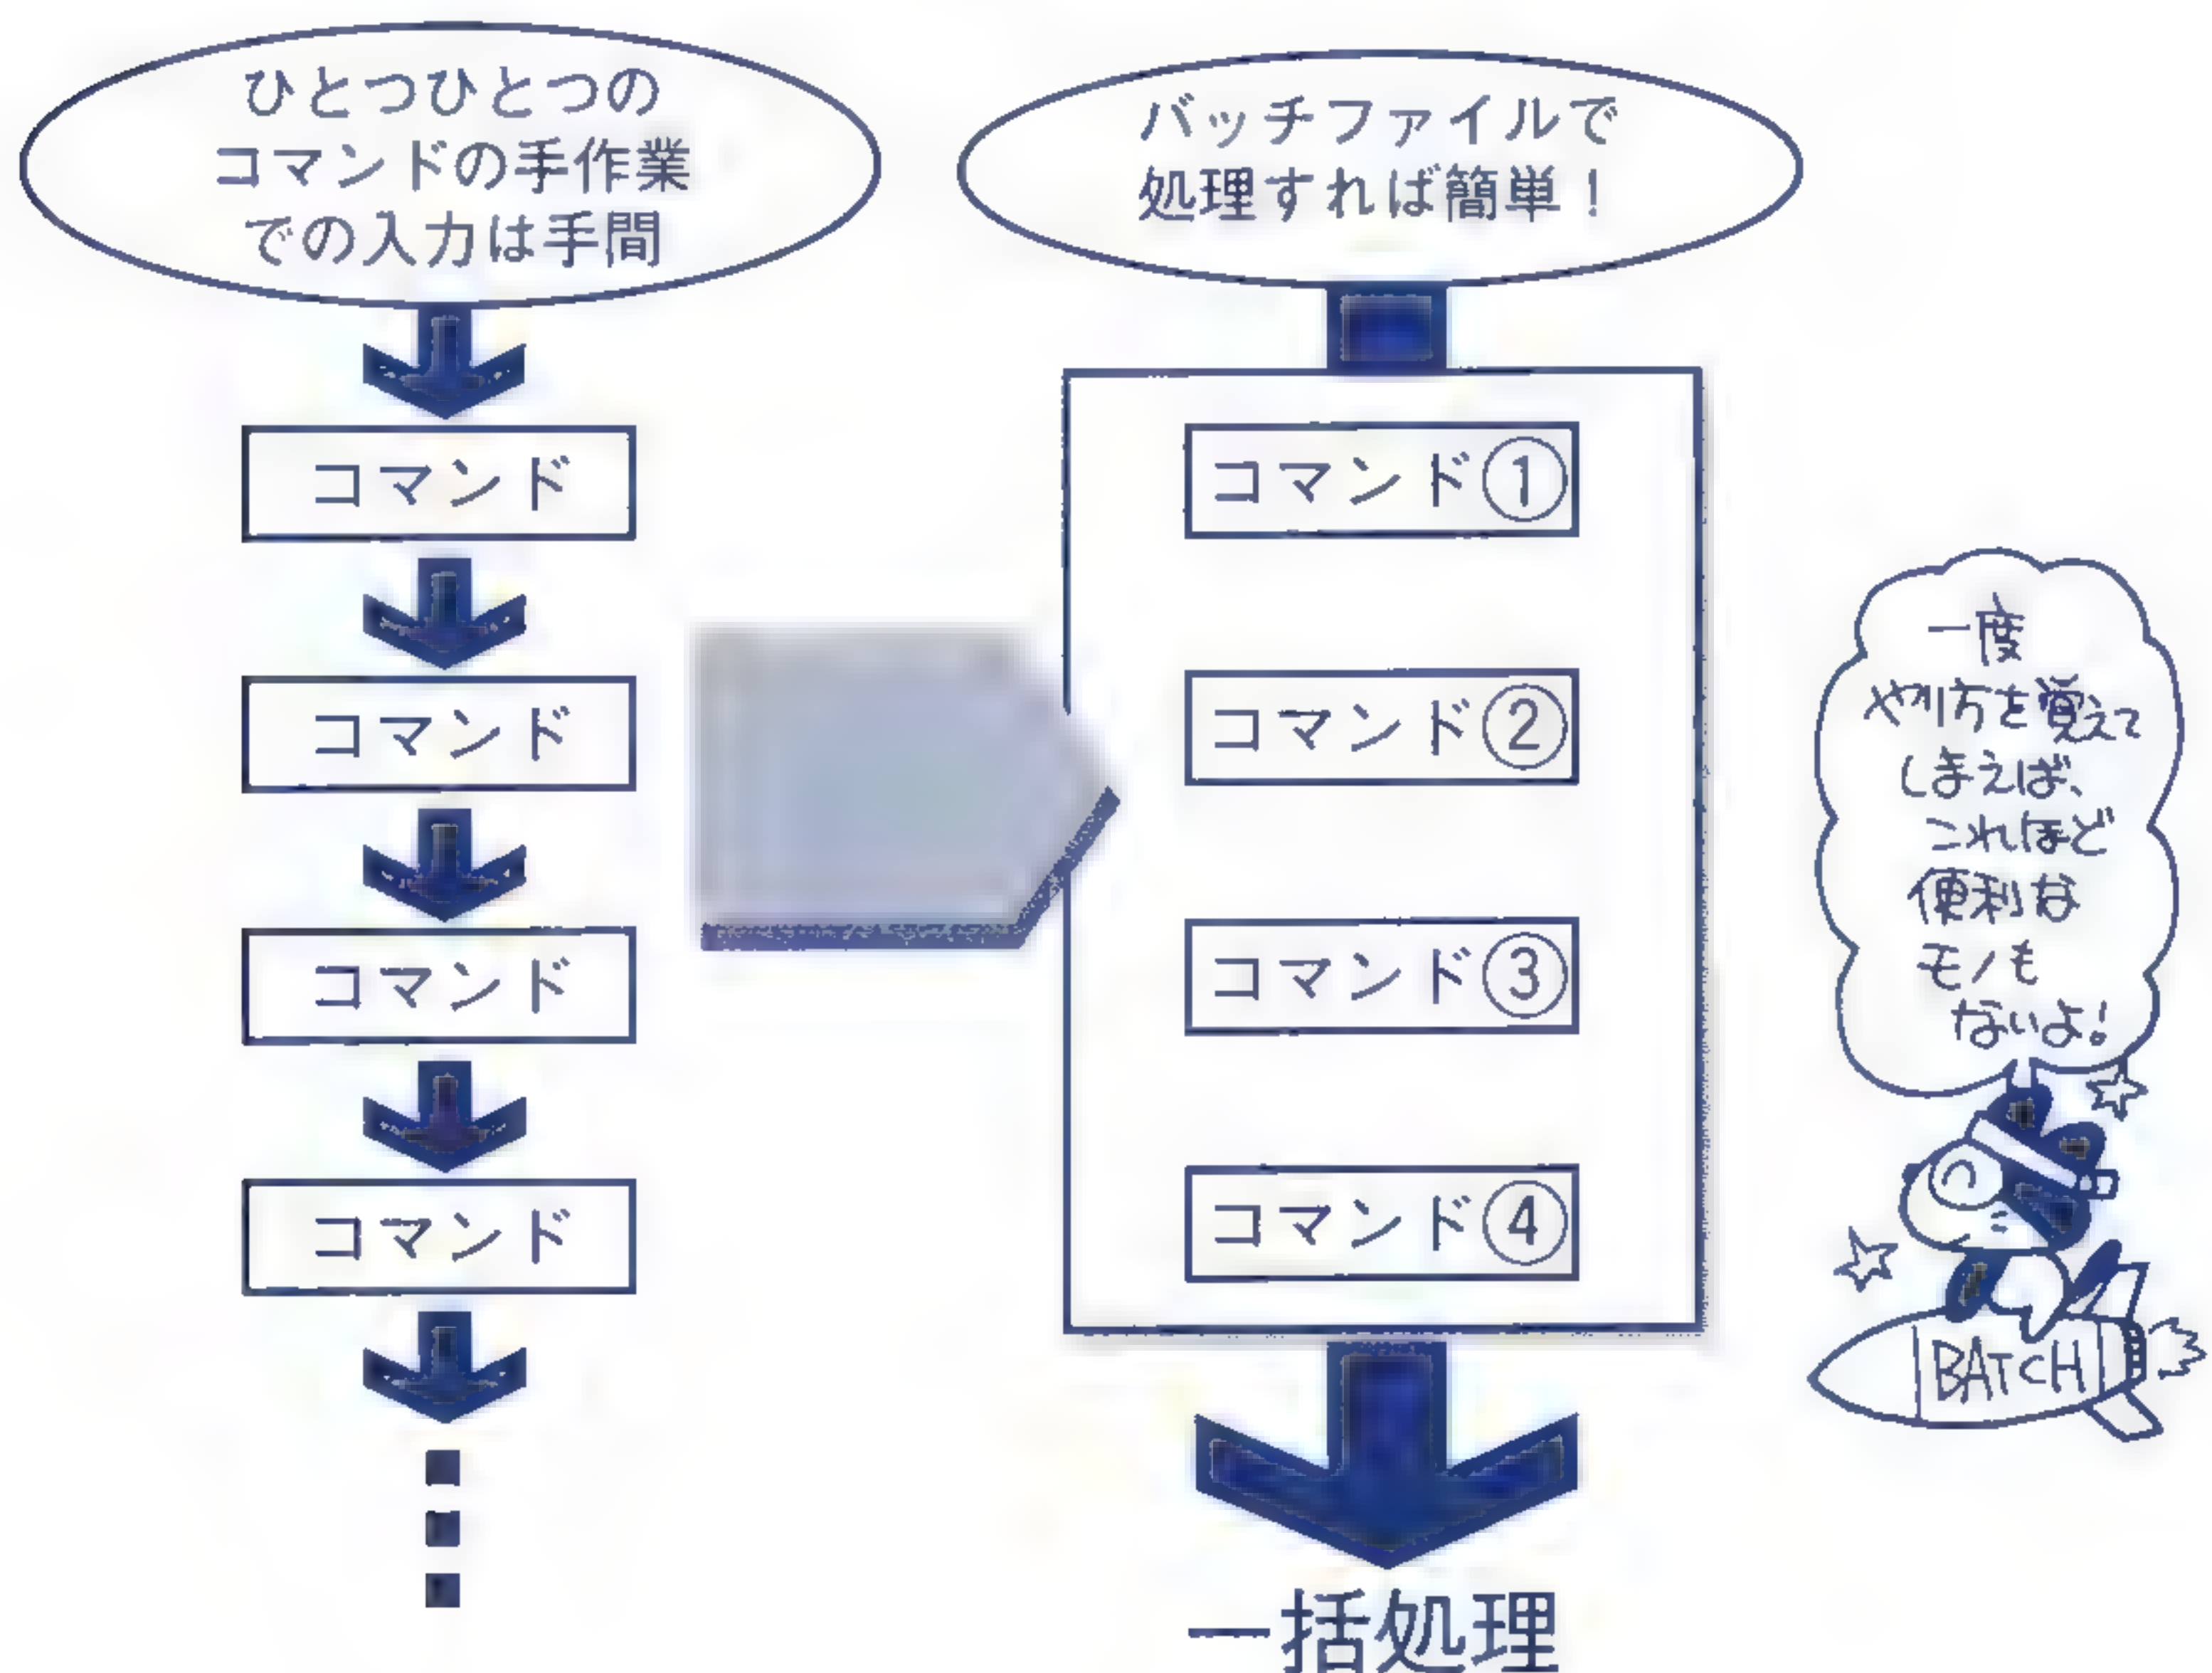 ひとつひとつの
コマンドの手作業
での入力は手間
コマンド
コマンド
コマンド
コマンド
バッチファイルで
処理すれば簡単！
コマンド①
コマンド②
コマンド③
コマンド④
一括処理
一度
やり方を覚えて
しまえば、
これほど
便利な
モノも
ないよ!
BATCH